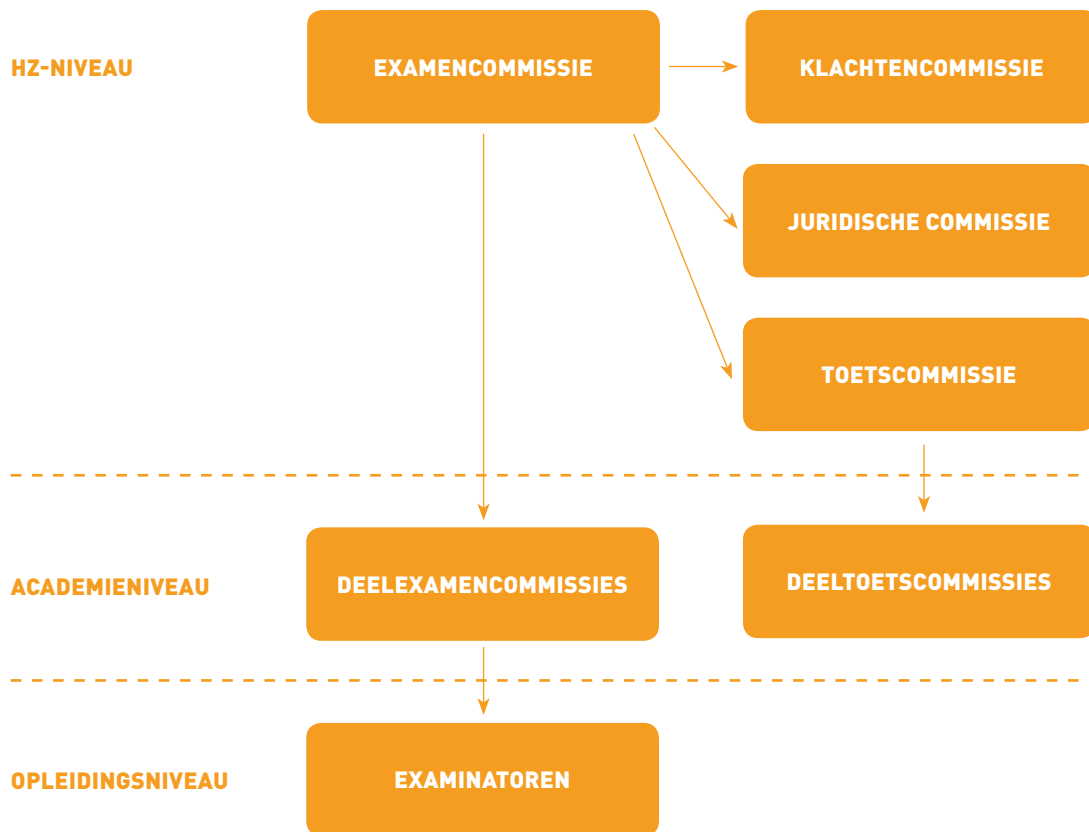 HZ-NIVEAU
EXAMENCOMMISSIE
KLACHTENCOMMISSIE
JURIDISCHE COMMISSIE
TOETSCOMMISSIE
ACADEMIENIVEAU
DEELEXAMENCOMMISSIES
DEELTOETSCOMMISSIES
OPLEIDINGSNIVEAU
EXAMINATOREN